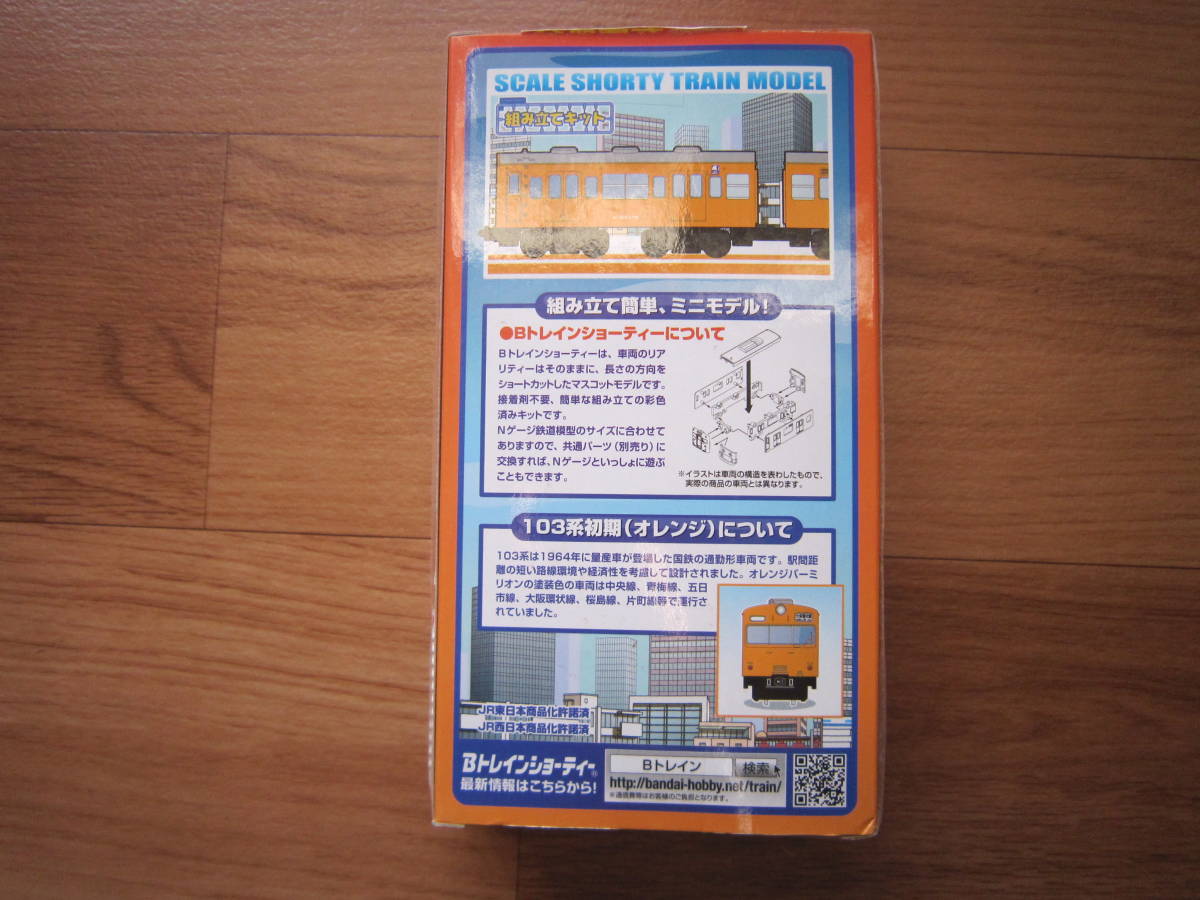 SCALE SHORTY TRAIN MODEL
組み立てキット
組み立て簡単、ミニモデル!
●Bトレインショーティーについて
Bトレインショーティーは、車両のリア
リティーはそのままに、長さの方向を
ショートカットしたマスコットモデルです。
接着剤不要、簡単な組み立ての彩色
済みキットです。
Nゲージ鉄道模型のサイズに合わせて
ありますので、共通パーツ(別売り)に
交換すれば、Nゲージといっしょに遊ぶ
こともできます。
※イラストは車両の構造を表わしたもので、
実際の商品の車両とは異なります。
103系初期(オレンジ)について
103系は1964年に量産車が登場した国鉄の通勤形車両です。駅間距
離の短い路線環境や経済性を考慮して設計されました。オレンジバーミ
リオンの塗装色の車両は中央線、青梅線、五日
市線、大阪環状線、桜島線、片町線等で運行さ
れていました。
JR東日本商品化許諾済
JR西日本商品化許諾済
Bトレインショーティー®
最新情報はこちらから!
Bトレイン 検索
http://bandai-hobby.net/train/
※通信費等はお客様のご負担となります。